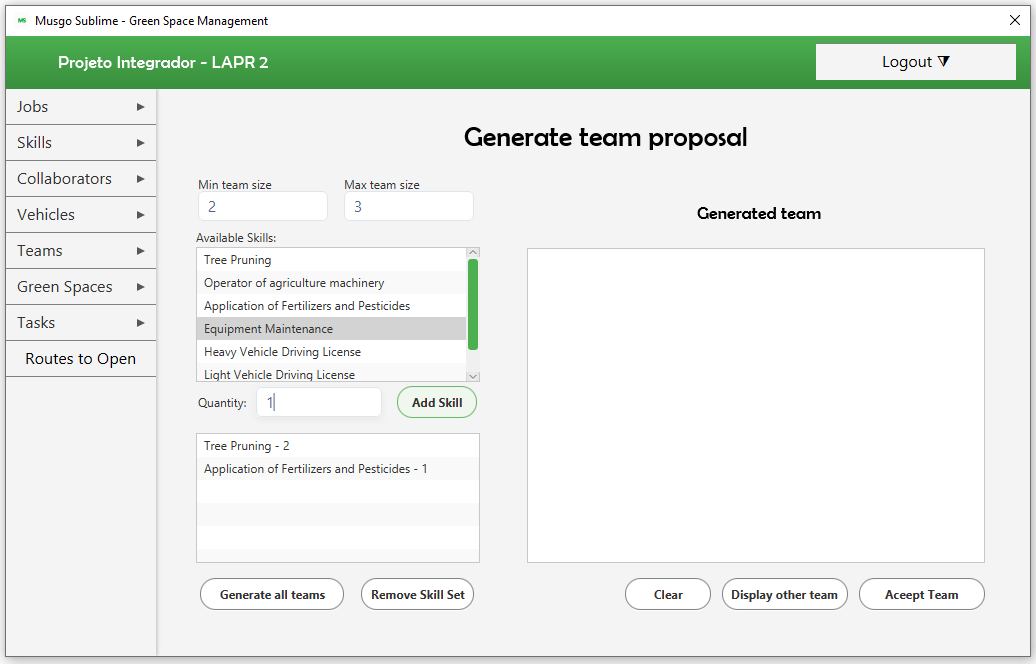 MS Musgo Sublime - Green Space Management
Projeto Integrador - LAPR 2
Logout
Jobs
Skills
Collaborators
Vehicles
Teams
Green Spaces
Tasks
Routes to Open
Generate team proposal
Min team size
Max team size
2
3
Available Skills:
Tree Pruning
Operator of agriculture machinery
Application of Fertilizers and Pesticides
Equipment Maintenance
Heavy Vehicle Driving License
Light Vehicle Driving License
Quantity:
1
Add Skill
Tree Pruning - 2
Application of Fertilizers and Pesticides - 1
Generate all teams
Remove Skill Set
Generated team
Clear
Display other team
Aceept Team